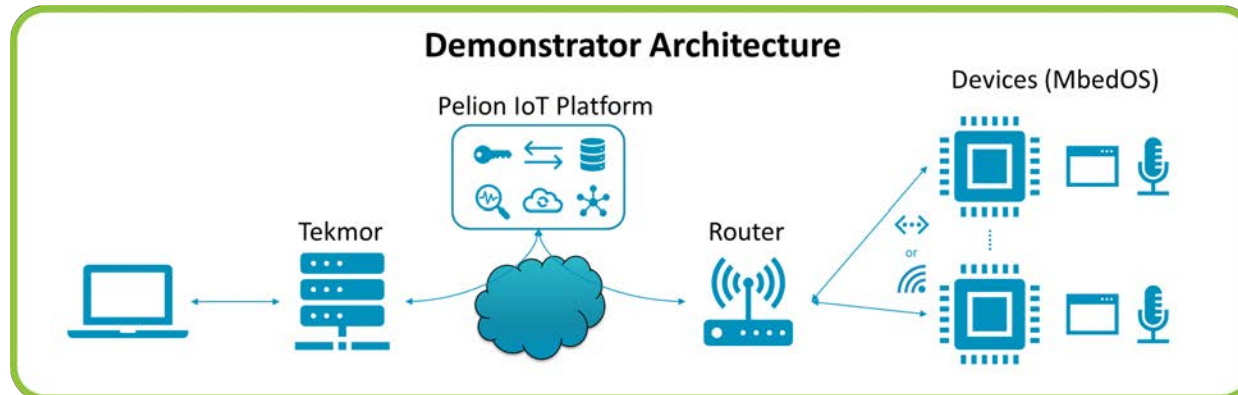 Demonstrator Architecture
Pelion IoT Platform
Devices (MbedOS)
Tekmor
Router
or